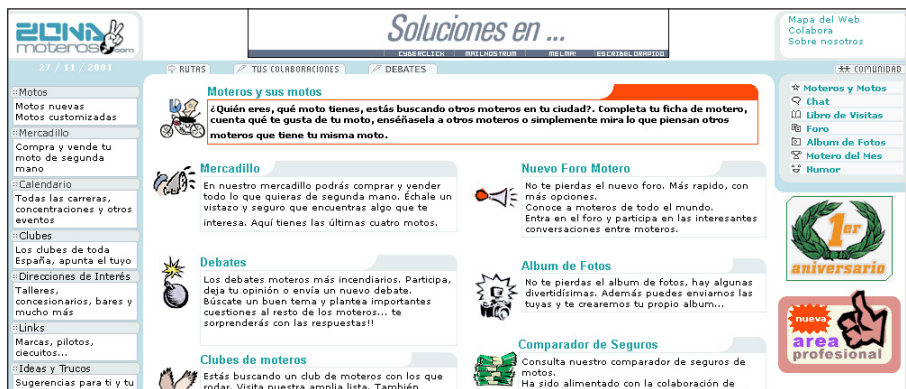 ZONA
moteros.com
Soluciones en ...
CYBERCLICK MAILNOSTRUM MELMA! ESCRIBELORAPIDO
Mapa del Web
Colabora
Sobre nosotros
27 / 11 / 2001
RUTAS
TUS COLABORACIONES
DEBATES
COMUNIDAD
::Motos
Motos nuevas
Motos customizadas
::Mercadillo
Compra y vende tu
moto de segunda
mano
::Calendario
Todas las carreras,
concentraciones y otros
eventos
::Clubes
Los clubes de toda
España, apunta el tuyo
::Direcciones de Interés
Talleres,
concesionarios, bares y
mucho más
::Links
Marcas, pilotos,
ciecuitos...
::Ideas y Trucos
Sugerencias para ti y tu
Moteros y sus motos
¿Quién eres, qué moto tienes, estás buscando otros moteros en tu ciudad?. Completa tu ficha de motero,
cuenta qué te gusta de tu moto, enséñasela a otros moteros o simplemente mira lo que piensan otros
moteros que tiene tu misma moto.
Mercadillo
En nuestro mercadillo podrás comprar y vender
todo lo que quieras de segunda mano. Échale un
vistazo y seguro que encuentras algo que te
interesa. Aquí tienes las últimas cuatro motos.
Debates
Los debates moteros más incendiarios. Participa,
deja tu opinión o envía un nuevo debate.
Búscate un buen tema y plantea importantes
cuestiones al resto de los moteros... te
sorprenderás con las respuestas!!
Clubes de moteros
Estás buscando un club de moteros con los que
rodar. Visita nuestra amplia lista. También
Nuevo Foro Motero
No te pierdas el nuevo foro. Más rapido, con
más opciones.
Conoce a moteros de todo el mundo.
Entra en el foro y participa en las interesantes
conversaciones entre moteros.
Album de Fotos
No te pierdas el album de fotos, hay algunas
divertidísimas. Además puedes enviarnos las
tuyas y te crearemos tu propio album...
Comparador de Seguros
Consulta nuestro comparador de seguros de
motos.
Ha sido alimentado con la colaboración de
Moteros y Motos
Chat
Libro de Visitas
Foro
Album de Fotos
Motero del Mes
Humor
1er
aniversario
nueva
area
profesional